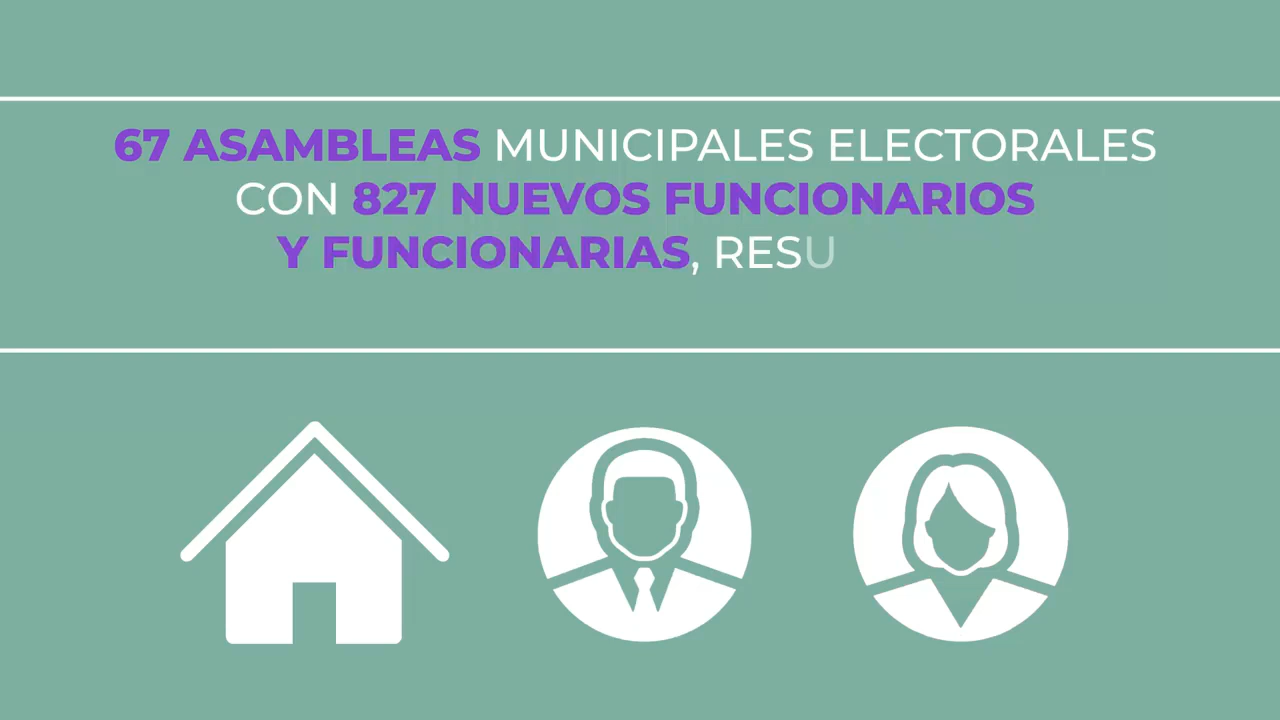 67 ASAMBLEAS MUNICIPALES ELECTORALES
CON 827 NUEVOS FUNCIONARIOS
Y FUNCIONARIAS, RESU